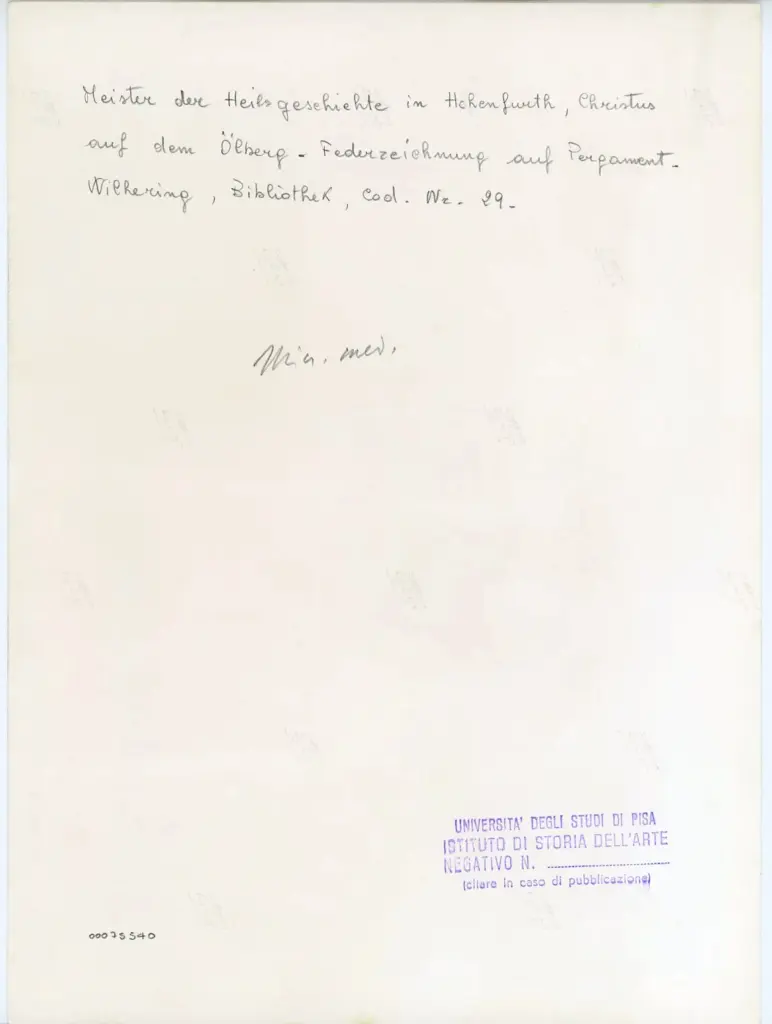 Meister der Heilsgeschichte in Hohenfurth, Christus
auf dem Ölberg - Federzeichnung auf Pergament -
Wilhering, Bibliothek, Cod. Nr. 29 -
Min. med.
UNIVERSITA' DEGLI STUDI DI PISA
ISTITUTO DI STORIA DELL'ARTE
NEGATIVO N. ........................
(citare in caso di pubblicazione)
00075540